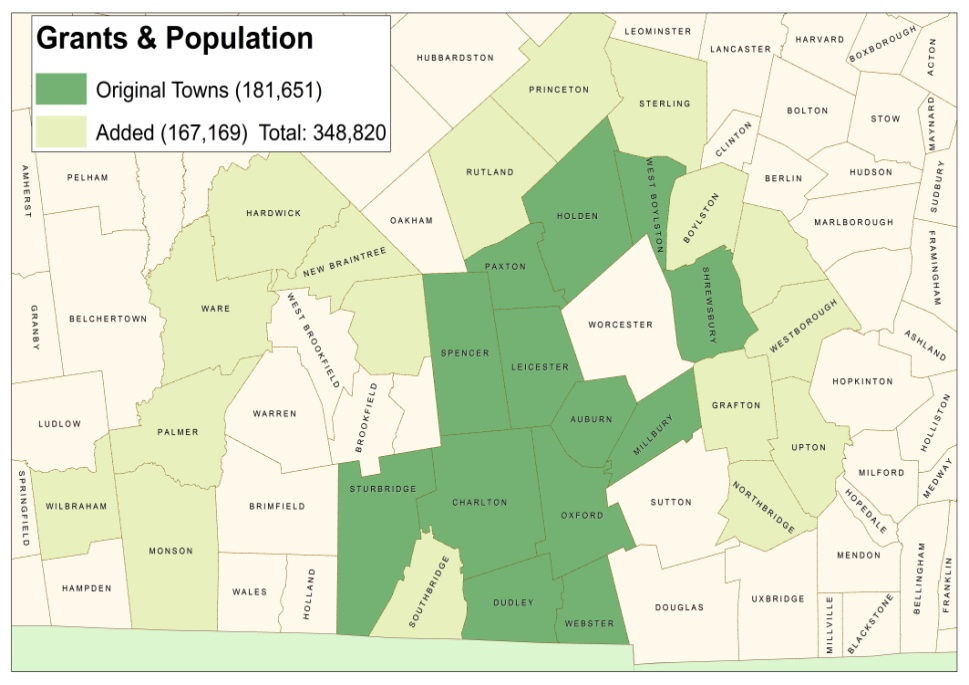 Grants & Population
Original Towns (181,651)
Added (167,169) Total: 348,820
HUBBARDSTON
LEOMINSTER
LANCASTER
HARVARD
BOXBOROUGH
ACTON
PRINCETON
STERLING
BOLTON
STOW
MAYNARD
CLINTON
AMHERST
PELHAM
RUTLAND
BERLIN
HUDSON
SUDBURY
HARDWICK
OAKHAM
HOLDEN
WEST BOYLSTON
BOYLSTON
MARLBOROUGH
FRAMINGHAM
NEW BRAINTREE
PAXTON
GRANBY
BELCHERTOWN
WARE
WEST BROOKFIELD
SPENCER
LEICESTER
WORCESTER
SHREWSBURY
WESTBOROUGH
ASHLAND
HOPKINTON
LUDLOW
PALMER
WARREN
BROOKFIELD
AUBURN
MILLBURY
GRAFTON
UPTON
HOLLISTON
SPRINGFIELD
WILBRAHAM
BRIMFIELD
STURBRIDGE
CHARLTON
OXFORD
SUTTON
NORTHBRIDGE
MILFORD
MEDWAY
HOPEDALE
MONSON
MENDON
HAMPDEN
WALES
HOLLAND
SOUTHBRIDGE
DUDLEY
WEBSTER
DOUGLAS
UXBRIDGE
MILLVILLE
BLACKSTONE
BELLINGHAM
FRANKLIN